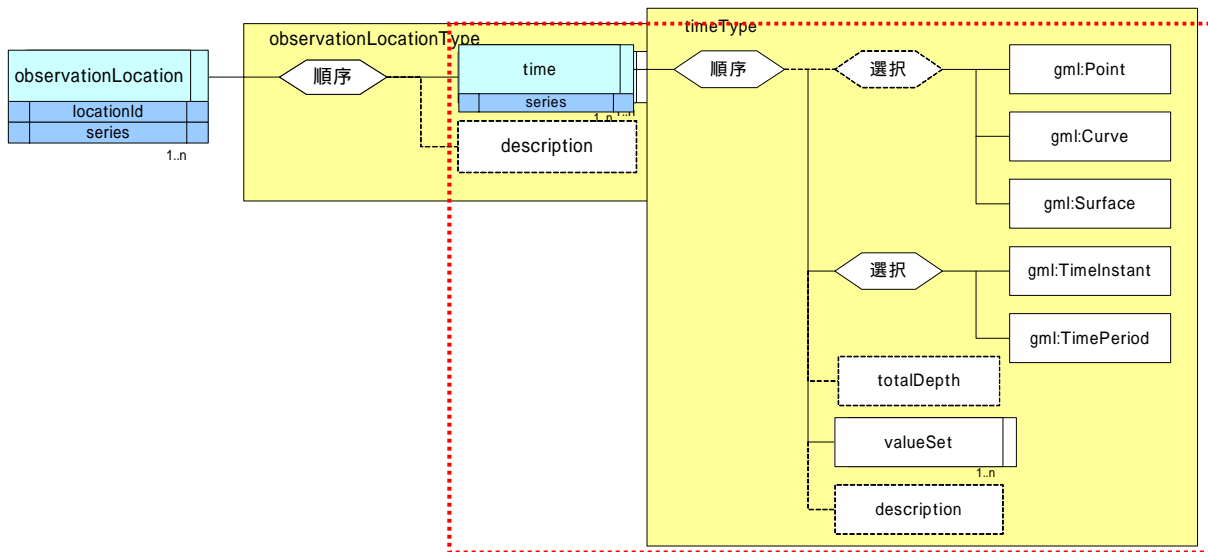 observationLocationType
timeType
observationLocation
locationId
series
1..n
順序
time
series
1..n
1..n
description
順序
選択
gml:Point
gml:Curve
gml:Surface
選択
gml:TimeInstant
gml:TimePeriod
totalDepth
valueSet
1..n
description